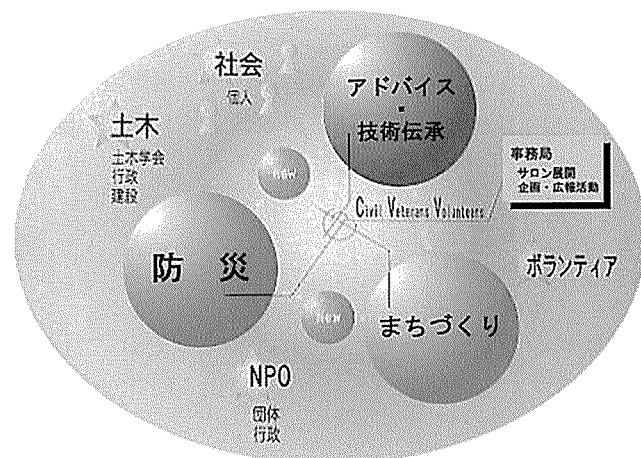 社会
個人
アドバイス
・
技術伝承
土木
土木学会
行政
建設
事務局
サロン展開
企画・広報活動
New
Civil Veterans Volunteers
防 災
ボランティア
New
まちづくり
NPO
団体
行政